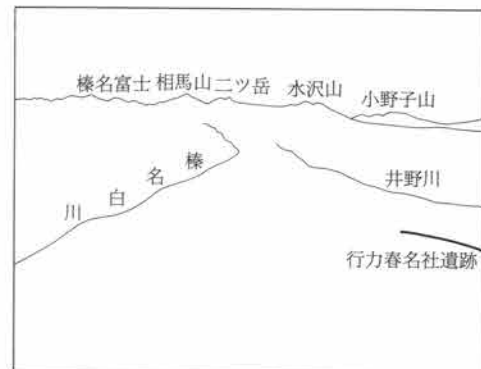 榛名富士
相馬山
二ツ岳
水沢山
小野子山
榛名白川
井野川
行力春名社遺跡